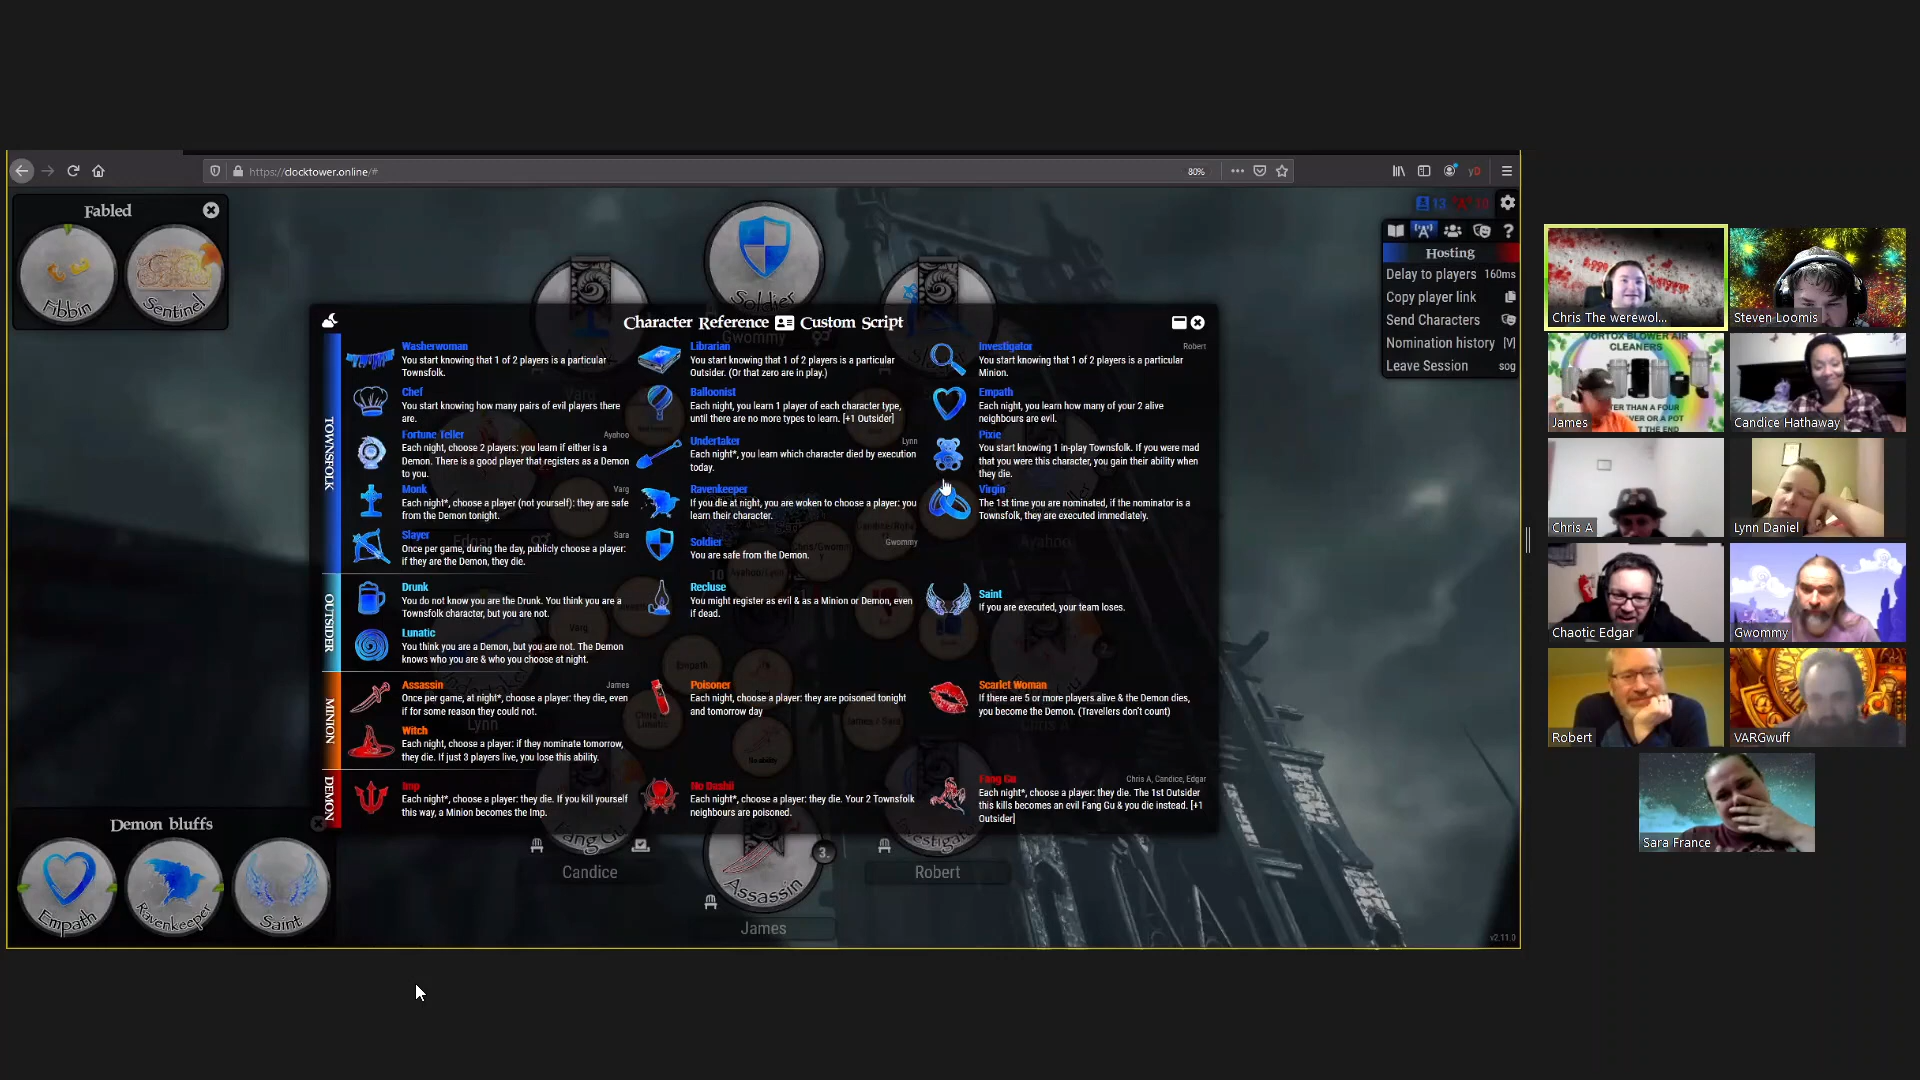 https://clocktower.online/#
80%
Fabled
Fibbin
Sentinel
Soldier
13
10
Hosting
Delay to players 160ms
Copy player link
Send Characters
Nomination history [V]
Leave Session sog
Gwommy
Character Reference Custom Script
TOWNSFOLK
Washerwoman
You start knowing that 1 of 2 players is a particular
Townsfolk.
Librarian
You start knowing that 1 of 2 players is a particular
Outsider. (Or that zero are in play.)
Investigator Robert
You start knowing that 1 of 2 players is a particular
Minion.
Chef
You start knowing how many pairs of evil players there
are.
Balloonist
Each night, you learn 1 player of each character type,
until there are no more types to learn. [+1 Outsider]
Empath
Each night, you learn how many of your 2 alive
neighbours are evil.
Fortune Teller Ayahoo
Each night, choose 2 players: you learn if either is a
Demon. There is a good player that registers as a Demon
to you.
Undertaker Lynn
Each night*, you learn which character died by execution
today.
Pixie
You start knowing 1 in-play Townsfolk. If you were mad
that you were this character, you gain their ability when
they die.
Monk Varg
Each night*, choose a player (not yourself): they are safe
from the Demon tonight.
Ravenkeeper
If you die at night, you are woken to choose a player: you
learn their character.
Virgin
The 1st time you are nominated, if the nominator is a
Townsfolk, they are executed immediately.
Slayer Sara
Once per game, during the day, publicly choose a player:
if they are the Demon, they die.
Soldier Gwommy
You are safe from the Demon.
OUTSIDER
Drunk
You do not know you are the Drunk. You think you are a
Townsfolk character, but you are not.
Recluse
You might register as evil & as a Minion or Demon, even
if dead.
Saint
If you are executed, your team loses.
Lunatic
You think you are a Demon, but you are not. The Demon
knows who you are & who you choose at night.
MINION
Assassin James
Once per game, at night*, choose a player: they die, even
if for some reason they could not.
Poisoner
Each night, choose a player: they are poisoned tonight
and tomorrow day
Scarlet Woman
If there are 5 or more players alive & the Demon dies,
you become the Demon. (Travellers don't count)
Witch
Each night, choose a player: if they nominate tomorrow,
they die. If just 3 players live, you lose this ability.
DEMON
Imp
Each night*, choose a player: they die. If you kill yourself
this way, a Minion becomes the Imp.
No Dashii
Each night*, choose a player: they die. Your 2 Townsfolk
neighbours are poisoned.
Fang Gu Chris A, Candice, Edgar
Each night*, choose a player: they die. The 1st Outsider
this kills becomes an evil Fang Gu & you die instead. [+1
Outsider]
Edgar
Ayahoo
Lynn
Demon bluffs
Empath
Ravenkeeper
Saint
Fang Gu
Candice
3.
Assassin
James
Investigator
Robert
v2.11.0
Chris The werewol...
Steven Loomis
VORTOX BLOWER AIR
CLEANERS
James
Candice Hathaway
Chris A
Lynn Daniel
Chaotic Edgar
Gwommy
Robert
VARGwuff
Sara France